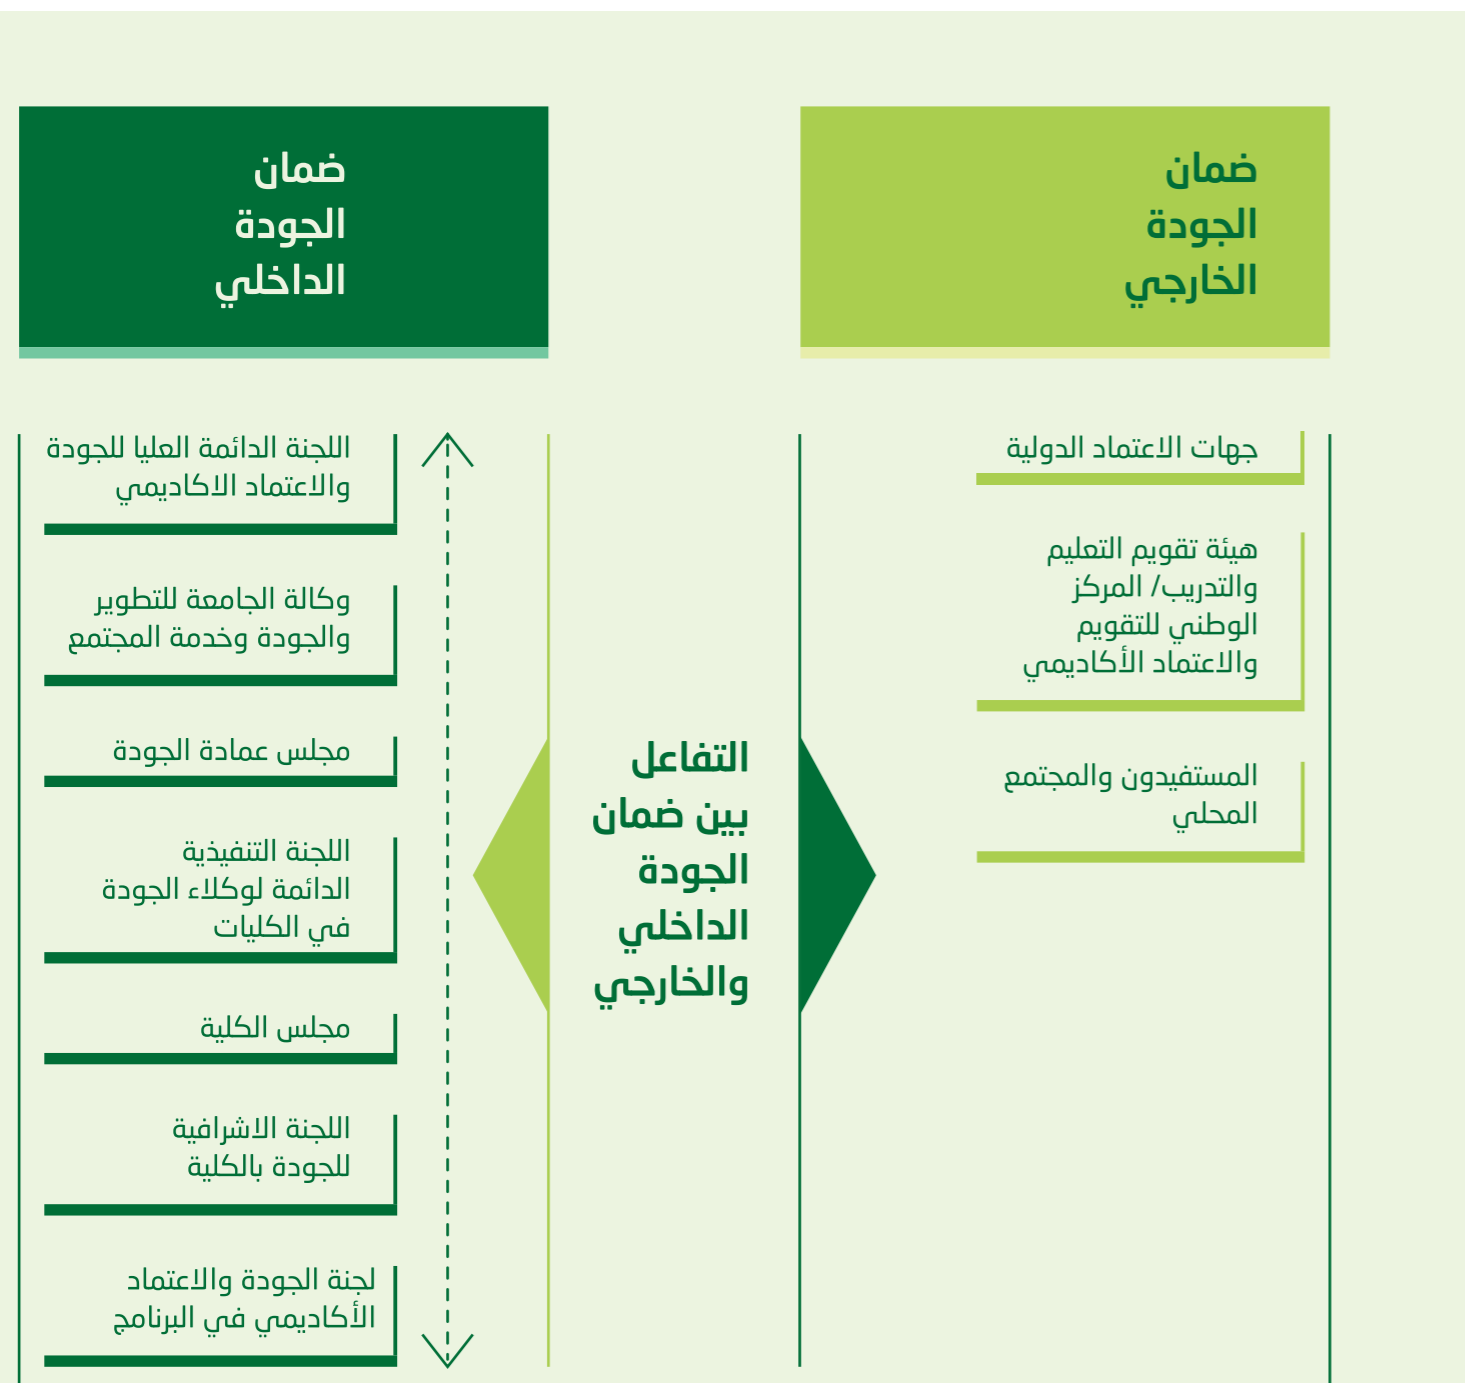 ضمان
الجودة
الخارجي
جهات الاعتماد الدولية
هيئة تقويم التعليم
والتدريب/ المركز
الوطني للتقويم
والاعتماد الأكاديمي
المستفيدون والمجتمع
المحلي
التفاعل
بين ضمان
الجودة
الداخلي
والخارجي
ضمان
الجودة
الداخلي
اللجنة الدائمة العليا للجودة
والاعتماد الاكاديمي
وكالة الجامعة للتطوير
والجودة وخدمة المجتمع
مجلس عمادة الجودة
اللجنة التنفيذية
الدائمة لوكلاء الجودة
في الكليات
مجلس الكلية
اللجنة الاشرافية
للجودة بالكلية
لجنة الجودة والاعتماد
الأكاديمي في البرنامج